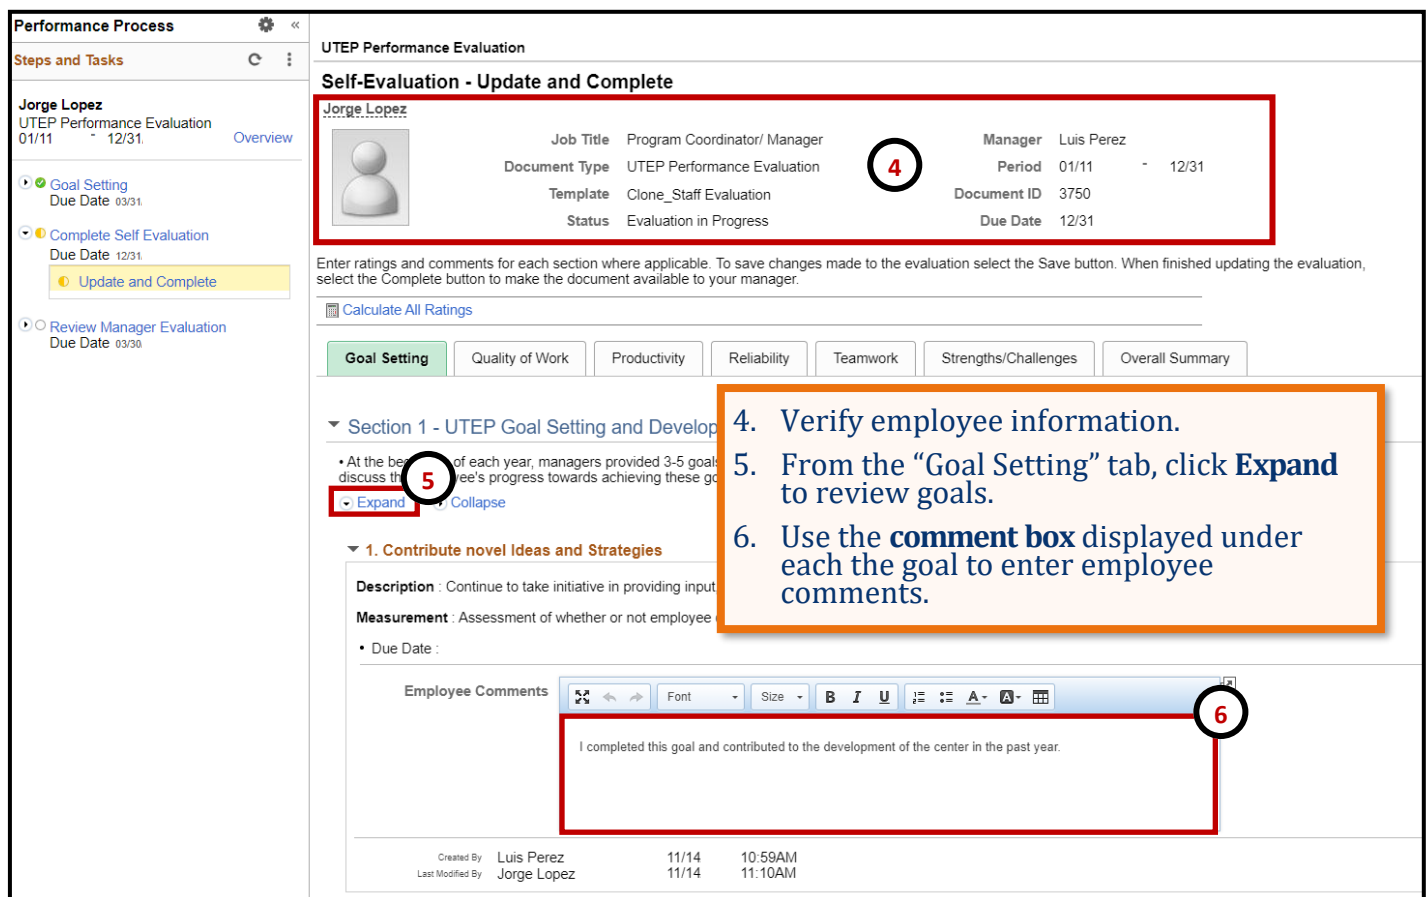 Performance Process «
Steps and Tasks
Jorge Lopez
UTEP Performance Evaluation
01/11 - 12/31 Overview
Goal Setting
Due Date 03/31
Complete Self Evaluation
Due Date 12/31
Update and Complete
Review Manager Evaluation
Due Date 03/30
UTEP Performance Evaluation
Self-Evaluation - Update and Complete
Jorge Lopez
Job Title Program Coordinator/ Manager
Document Type UTEP Performance Evaluation
Template Clone_Staff Evaluation
Status Evaluation in Progress
4
Manager Luis Perez
Period 01/11 - 12/31
Document ID 3750
Due Date 12/31
Enter ratings and comments for each section where applicable. To save changes made to the evaluation select the Save button. When finished updating the evaluation,
select the Complete button to make the document available to your manager.
Calculate All Ratings
Goal Setting Quality of Work Productivity Reliability Teamwork Strengths/Challenges Overall Summary
Section 1 - UTEP Goal Setting and Develop
• At the of each year, managers provided 3-5 goals
discuss progress towards achieving these
5
Expand Collapse
4. Verify employee information.
5. From the “Goal Setting” tab, click Expand
to review goals.
6. Use the comment box displayed under
each the goal to enter employee
comments.
1. Contribute novel Ideas and Strategies
Description : Continue to take initiative in providing input
Measurement : Assessment of whether or not employee
• Due Date :
Employee Comments
Font Size B I U A A
6
I completed this goal and contributed to the development of the center in the past year.
Created By Luis Perez 11/14 10:59AM
Last Modified By Jorge Lopez 11/14 11:10AM